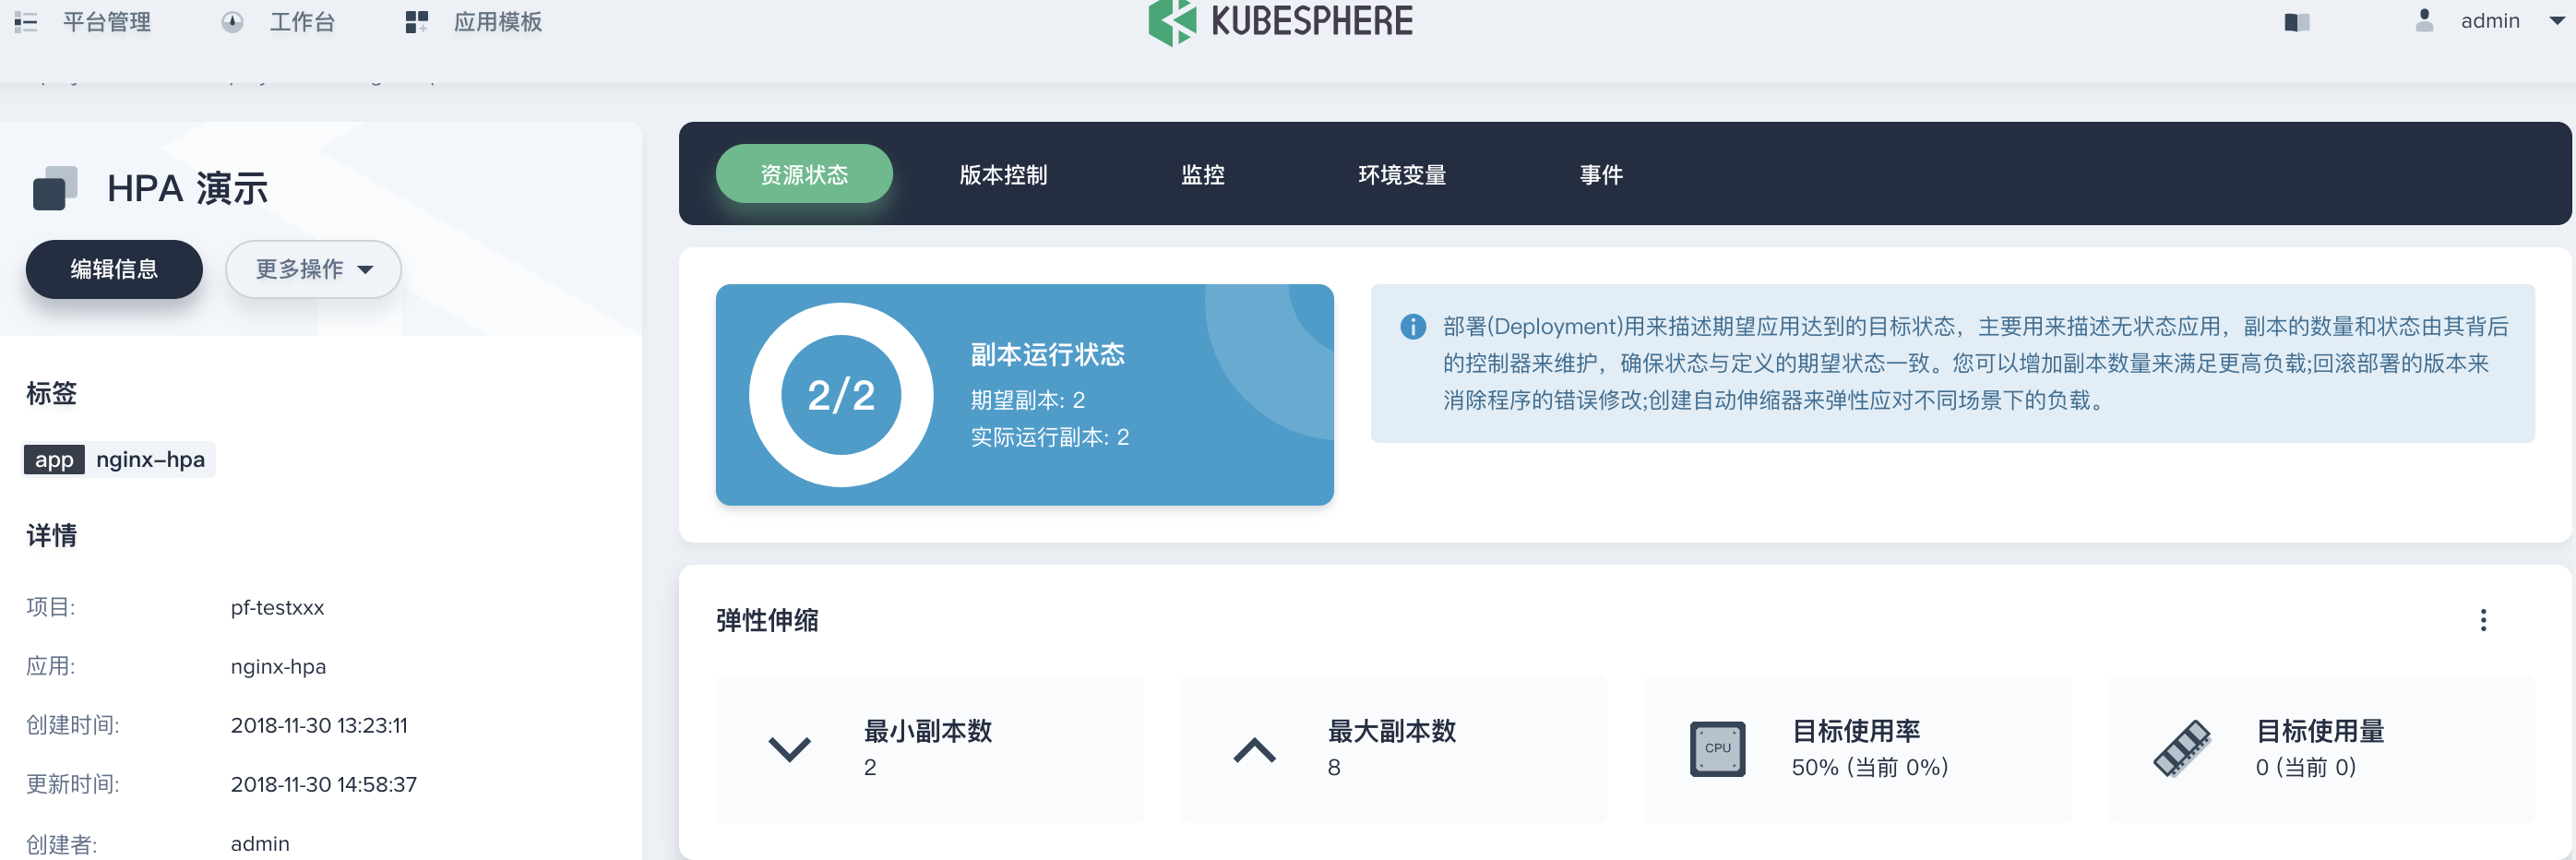 平台管理
工作台
应用模板
KUBESPHERE
admin
HPA 演示
编辑信息
更多操作
标签
app nginx-hpa
详情
项目: pf-testxxx
应用: nginx-hpa
创建时间: 2018-11-30 13:23:11
更新时间: 2018-11-30 14:58:37
创建者: admin
资源状态
版本控制
监控
环境变量
事件
2/2
副本运行状态
期望副本: 2
实际运行副本: 2
部署(Deployment)用来描述期望应用达到的目标状态，主要用来描述无状态应用，副本的数量和状态由其背后
的控制器来维护，确保状态与定义的期望状态一致。您可以增加副本数量来满足更高负载;回滚部署的版本来
消除程序的错误修改;创建自动伸缩器来弹性应对不同场景下的负载。
弹性伸缩
最小副本数
2
最大副本数
8
CPU
目标使用率
50% (当前 0%)
目标使用量
0 (当前 0)